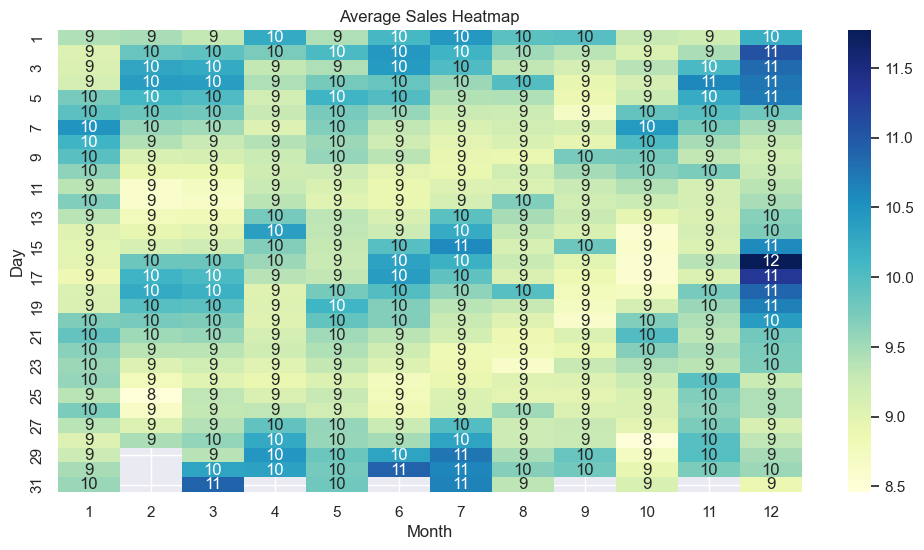 Average Sales Heatmap
1 9 9 9 10 9 10 10 10 10 9 9 10
9 10 10 10 10 10 10 10 9 9 9 11
3 9 10 10 9 9 10 10 9 9 9 10 11
9 10 10 9 10 10 10 10 9 9 11 11
5 10 10 10 9 10 10 9 9 9 9 10 11
10 10 10 9 10 9 9 9 9 10 10 10
7 10 10 10 9 10 9 9 9 9 10 10 9
10 9 9 9 10 9 9 9 9 10 9 9
9 10 9 9 9 10 9 9 9 10 10 9 9
10 9 9 9 9 9 9 9 9 10 10 9
11 9 9 9 9 9 9 9 9 9 9 9 9
10 9 9 9 9 9 9 10 9 9 9 9
13 9 9 9 10 9 9 10 9 9 9 9 10
9 9 9 10 9 9 10 9 9 9 9 10
15 9 9 9 10 9 10 11 9 10 9 9 11
9 10 10 9 9 10 10 9 9 9 9 12
17 9 10 10 9 9 10 10 9 9 9 9 11
9 10 10 9 10 10 10 10 9 9 10 11
19 9 10 10 9 10 10 9 9 9 9 9 11
10 10 10 9 10 10 9 9 9 10 9 10
21 10 10 10 9 10 9 9 9 9 10 9 10
10 9 9 9 9 9 9 9 9 10 9 10
23 10 9 9 9 9 9 9 9 9 9 9 10
10 9 9 9 9 9 9 9 9 9 10 9
25 9 8 9 9 9 9 9 9 9 9 10 9
10 9 9 9 9 9 9 10 9 9 10 9
27 9 9 9 10 10 9 10 9 9 9 10 9
9 9 10 10 10 9 10 9 9 8 10 9
29 9 9 10 10 10 11 9 10 9 10 9
9 10 10 10 11 11 10 10 9 10 10
31 10 11 10 11 9 9 9
Day
1 2 3 4 5 6 7 8 9 10 11 12
Month
11.5
11.0
10.5
10.0
9.5
9.0
8.5